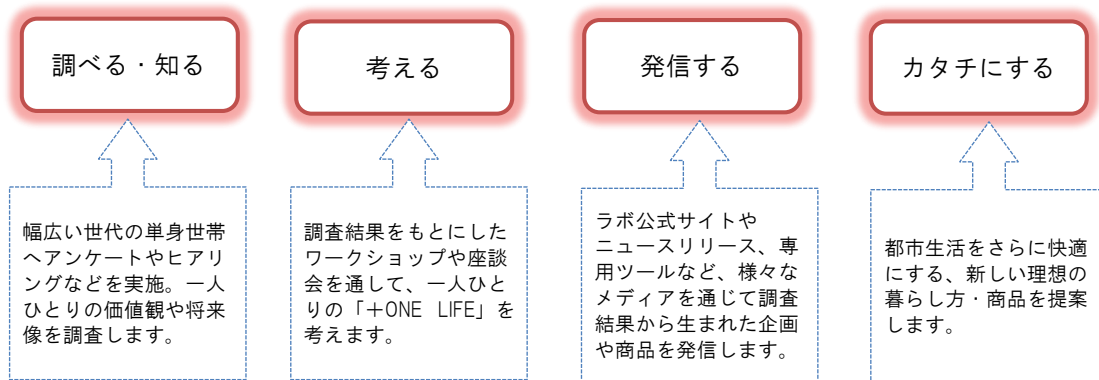 調べる・知る
考える
発信する
カタチにする
幅広い世代の単身世帯
へアンケートやヒアリ
ングなどを実施。一人
ひとりの価値観や将来
像を調査します。
調査結果をもとにした
ワークショップや座談
会を通して、一人ひと
りの「＋ONE LIFE」を
考えます。
ラボ公式サイトや
ニュースリリース、専
用ツールなど、様々な
メディアを通じて調査
結果から生まれた企画
や商品を発信します。
都市生活をさらに快適
にする、新しい理想の
暮らし方・商品を提案
します。